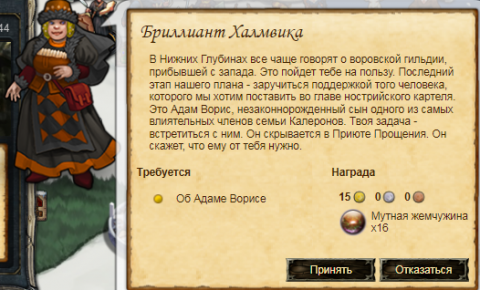 44
Бриллиант Халмвика
В Нижних Глубинах все чаще говорят о воровской гильдии,
прибывшей с запада. Это пойдет тебе на пользу. Последний
этап нашего плана - заручиться поддержкой того человека,
которого мы хотим поставить во главе нострийского картеля.
Это Адам Ворис, незаконнорожденный сын одного из самых
влиятельных членов семьи Калеронов. Твоя задача -
встретиться с ним. Он скрывается в Приюте Прощения. Он
скажет, что ему от тебя нужно.
Требуется
Награда
Об Адаме Ворисе
15 0 0
Мутная жемчужина
x16
Принять
Отказаться